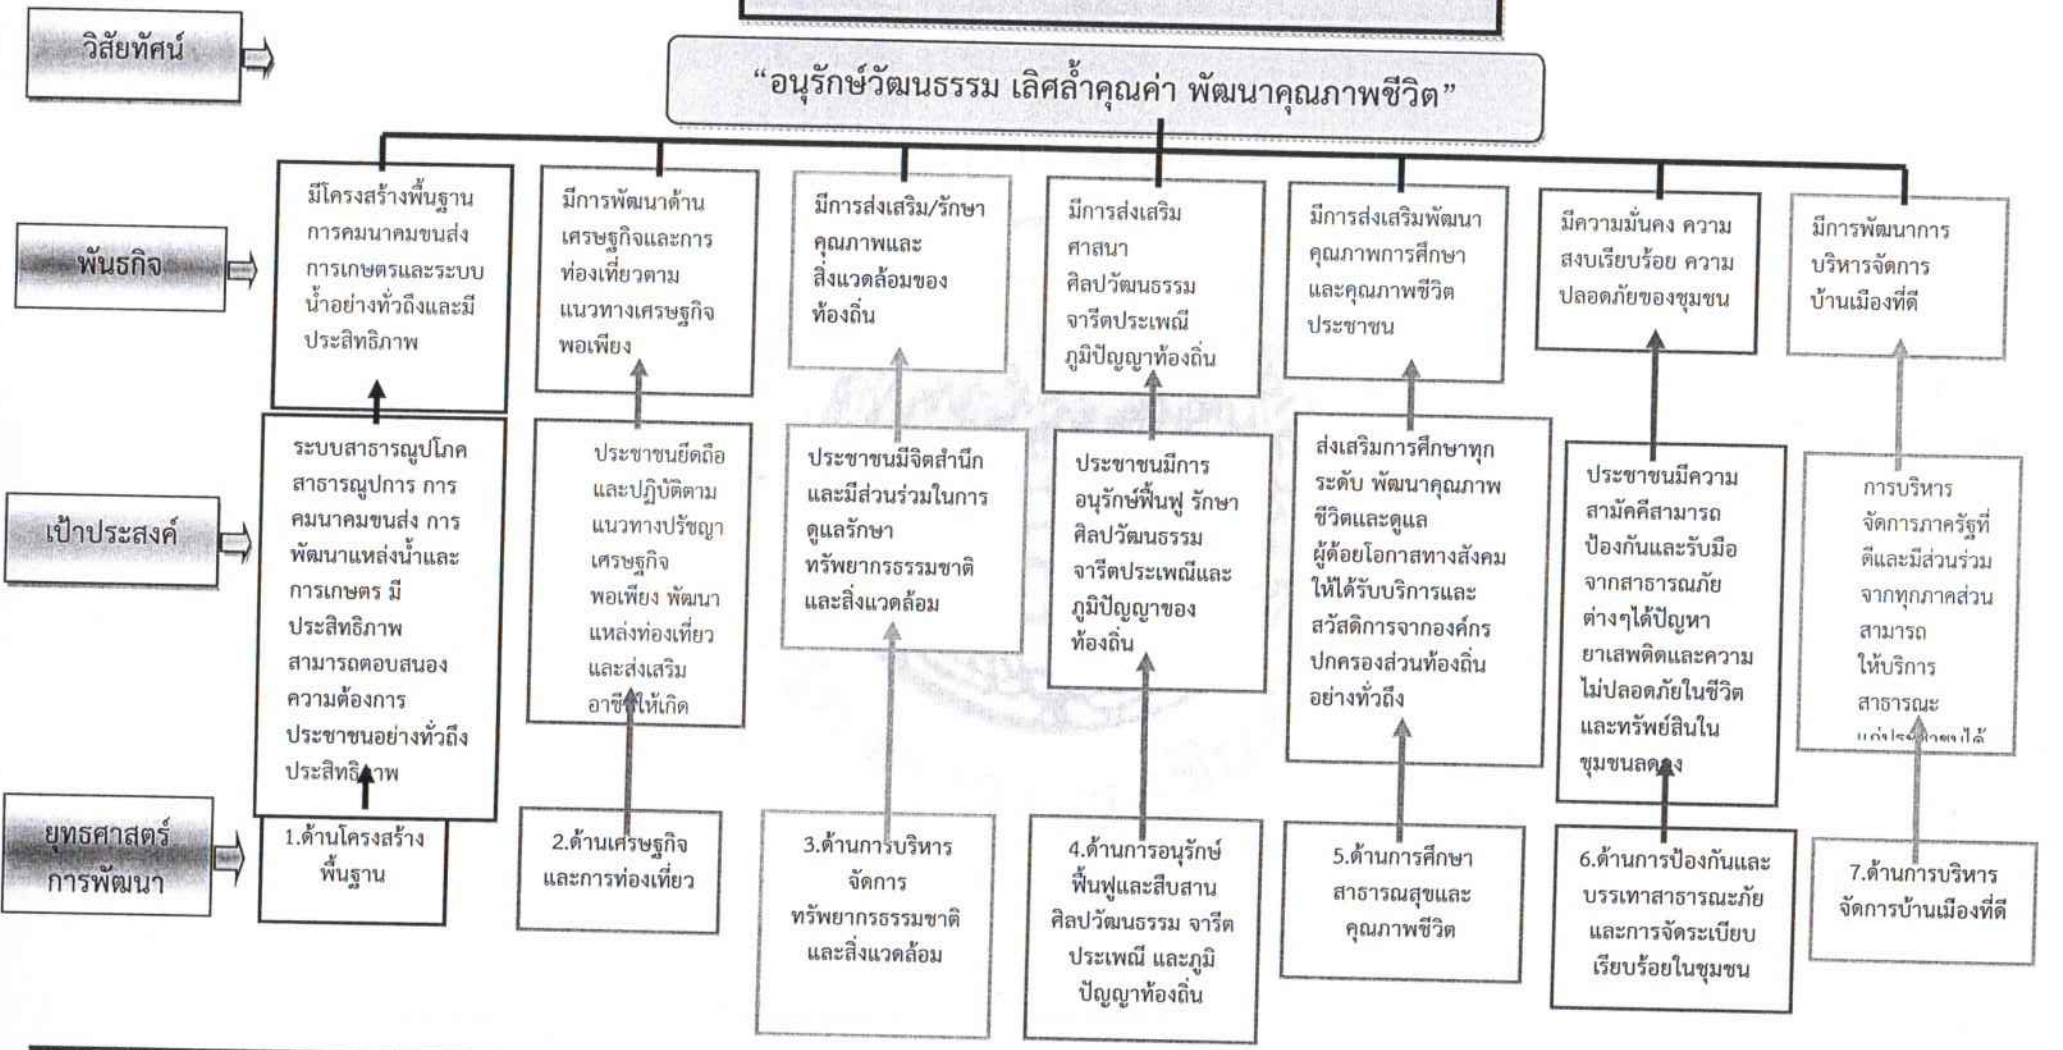 วิสัยทัศน์
“อนุรักษ์วัฒนธรรม เลิศล้ำคุณค่า พัฒนาคุณภาพชีวิต”
พันธกิจ
มีโครงสร้างพื้นฐาน
การคมนาคมขนส่ง
การเกษตรและระบบ
น้ำอย่างทั่วถึงและมี
ประสิทธิภาพ
มีการพัฒนาด้าน
เศรษฐกิจและการ
ท่องเที่ยวตาม
แนวทางเศรษฐกิจ
พอเพียง
มีการส่งเสริม/รักษา
คุณภาพและ
สิ่งแวดล้อมของ
ท้องถิ่น
มีการส่งเสริม
ศาสนา
ศิลปวัฒนธรรม
จารีตประเพณี
ภูมิปัญญาท้องถิ่น
มีการส่งเสริมพัฒนา
คุณภาพการศึกษา
และคุณภาพชีวิต
ประชาชน
มีความมั่นคง ความ
สงบเรียบร้อย ความ
ปลอดภัยของชุมชน
มีการพัฒนาการ
บริหารจัดการ
บ้านเมืองที่ดี
เป้าประสงค์
ระบบสาธารณูปโภค
สาธารณูปการ การ
คมนาคมขนส่ง การ
พัฒนาแหล่งน้ำและ
การเกษตร มี
ประสิทธิภาพ
สามารถตอบสนอง
ความต้องการ
ประชาชนอย่างทั่วถึง
ประสิทธิภาพ
ประชาชนยึดถือ
และปฏิบัติตาม
แนวทางปรัชญา
เศรษฐกิจ
พอเพียง พัฒนา
แหล่งท่องเที่ยว
และส่งเสริม
อาชีพให้เกิด
ประชาชนมีจิตสำนึก
และมีส่วนร่วมในการ
ดูแลรักษา
ทรัพยากรธรรมชาติ
และสิ่งแวดล้อม
ประชาชนมีการ
อนุรักษ์ฟื้นฟู รักษา
ศิลปวัฒนธรรม
จารีตประเพณีและ
ภูมิปัญญาของ
ท้องถิ่น
ส่งเสริมการศึกษาทุก
ระดับ พัฒนาคุณภาพ
ชีวิตและดูแล
ผู้ด้อยโอกาสทางสังคม
ให้ได้รับบริการและ
สวัสดิการจากองค์กร
ปกครองส่วนท้องถิ่น
อย่างทั่วถึง
ประชาชนมีความ
สามัคคีสามารถ
ป้องกันและรับมือ
จากสาธารณภัย
ต่างๆได้ปัญหา
ยาเสพติดและความ
ไม่ปลอดภัยในชีวิต
และทรัพย์สินใน
ชุมชนลดลง
การบริหาร
จัดการภาครัฐที่
ดีและมีส่วนร่วม
จากทุกภาคส่วน
สามารถ
ให้บริการ
สาธารณะ
แก่ประชาชนได้
ยุทธศาสตร์
การพัฒนา
1.ด้านโครงสร้าง
พื้นฐาน
2.ด้านเศรษฐกิจ
และการท่องเที่ยว
3.ด้านการบริหาร
จัดการ
ทรัพยากรธรรมชาติ
และสิ่งแวดล้อม
4.ด้านการอนุรักษ์
ฟื้นฟูและสืบสาน
ศิลปวัฒนธรรม จารีต
ประเพณี และภูมิ
ปัญญาท้องถิ่น
5.ด้านการศึกษา
สาธารณสุขและ
คุณภาพชีวิต
6.ด้านการป้องกันและ
บรรเทาสาธารณะภัย
และการจัดระเบียบ
เรียบร้อยในชุมชน
7.ด้านการบริหาร
จัดการบ้านเมืองที่ดี